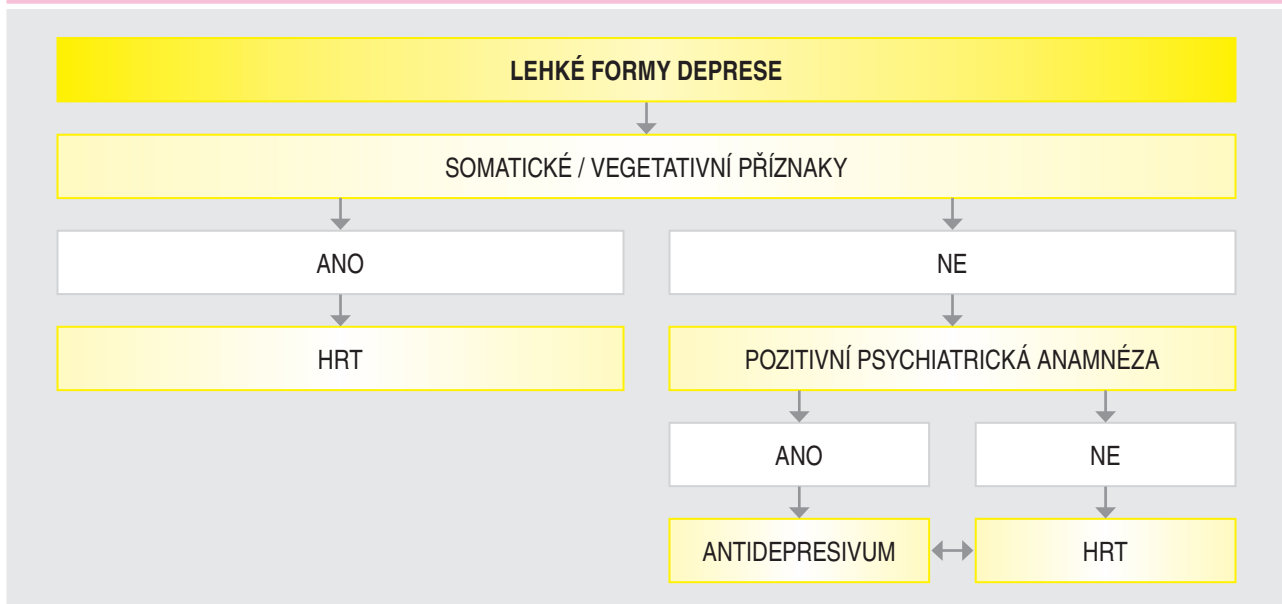 LEHKÉ FORMY DEPRESE
SOMATICKÉ / VEGETATIVNÍ PŘÍZNAKY
ANO
NE
HRT
POZITIVNÍ PSYCHIATRICKÁ ANAMNÉZA
ANO
NE
ANTIDEPRESIVUM
HRT